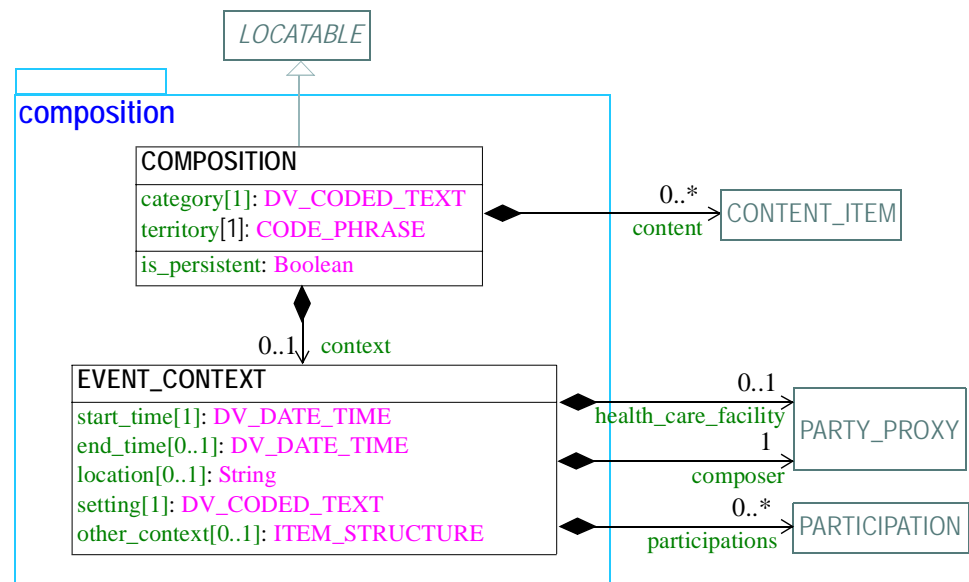 LOCATABLE
composition
COMPOSITION
category[1]: DV_CODED_TEXT
territory[1]: CODE_PHRASE
is_persistent: Boolean
0..*
content
CONTENT_ITEM
0..1
context
EVENT_CONTEXT
start_time[1]: DV_DATE_TIME
end_time[0..1]: DV_DATE_TIME
location[0..1]: String
setting[1]: DV_CODED_TEXT
other_context[0..1]: ITEM_STRUCTURE
0..1
health_care_facility
1
composer
PARTY_PROXY
0..*
participations
PARTICIPATION